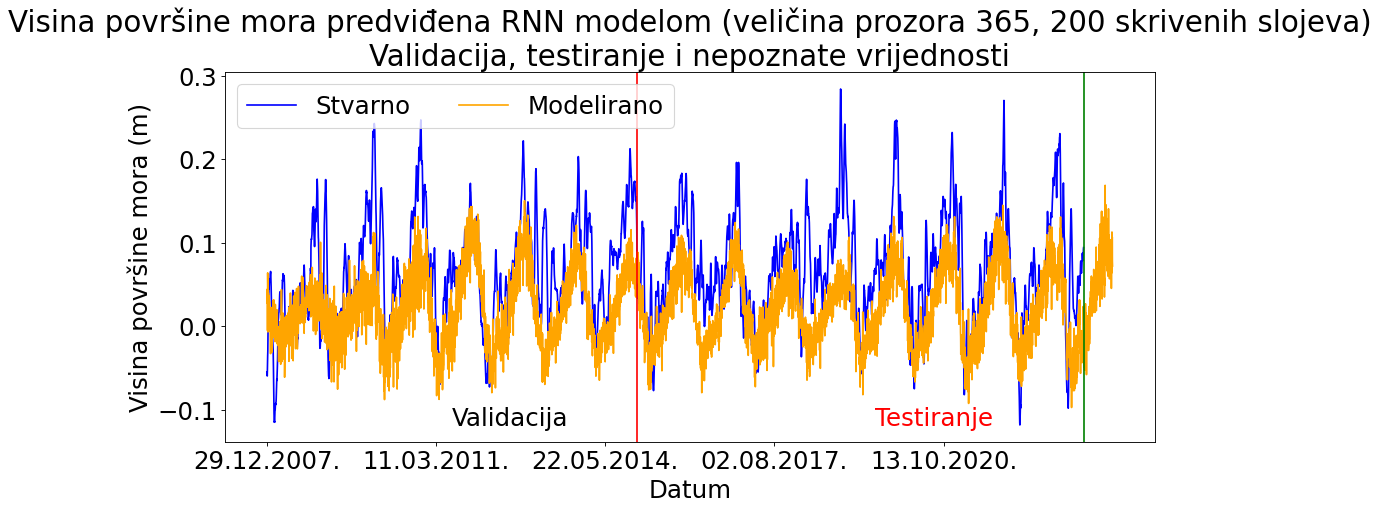 Visina površine mora predviđena RNN modelom (veličina prozora 365, 200 skrivenih slojeva)
Validacija, testiranje i nepoznate vrijednosti
Stvarno
Modelirano
Visina površine mora (m)
0.3
0.2
0.1
0.0
−0.1
Validacija
Testiranje
29.12.2007.
11.03.2011.
22.05.2014.
02.08.2017.
13.10.2020.
Datum